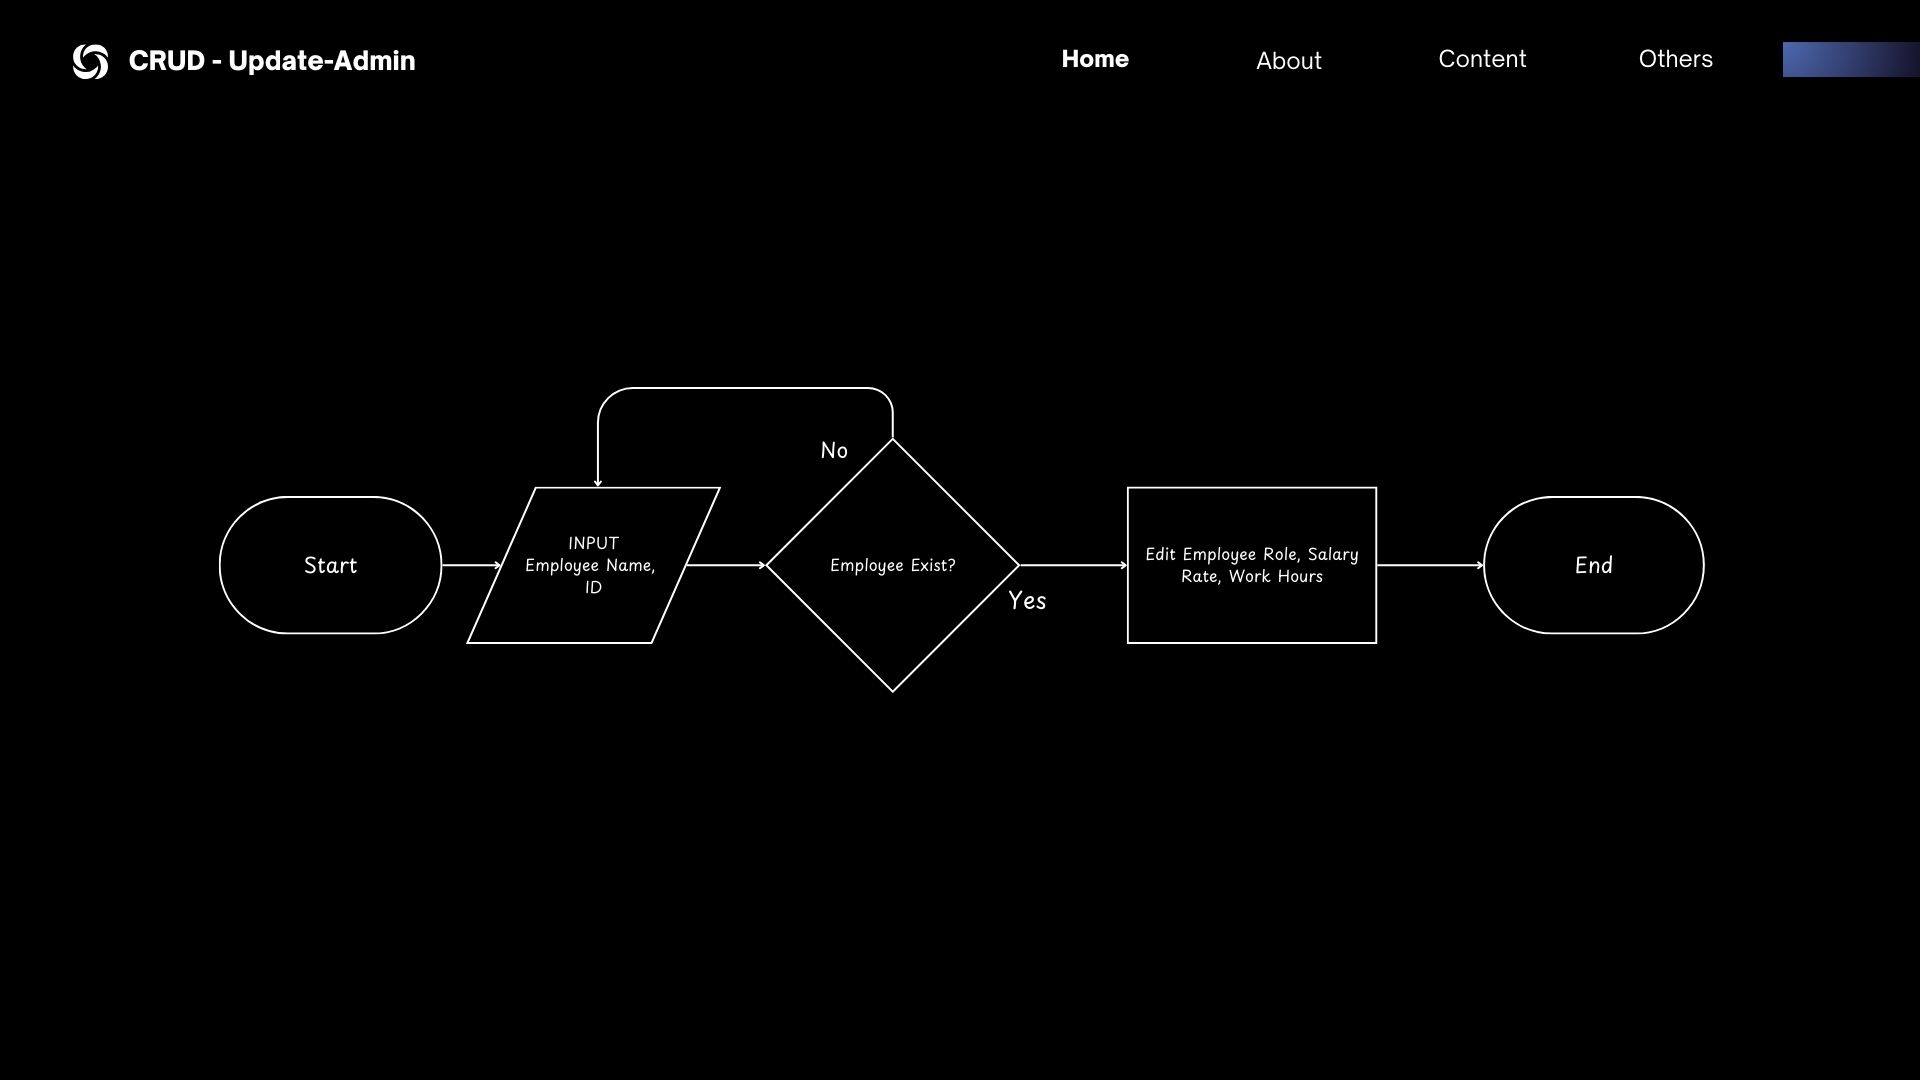 CRUD - Update-Admin
Home
About
Content
Others
No
Start
INPUT
Employee Name,
ID
Employee Exist?
Yes
Edit Employee Role, Salary
Rate, Work Hours
End